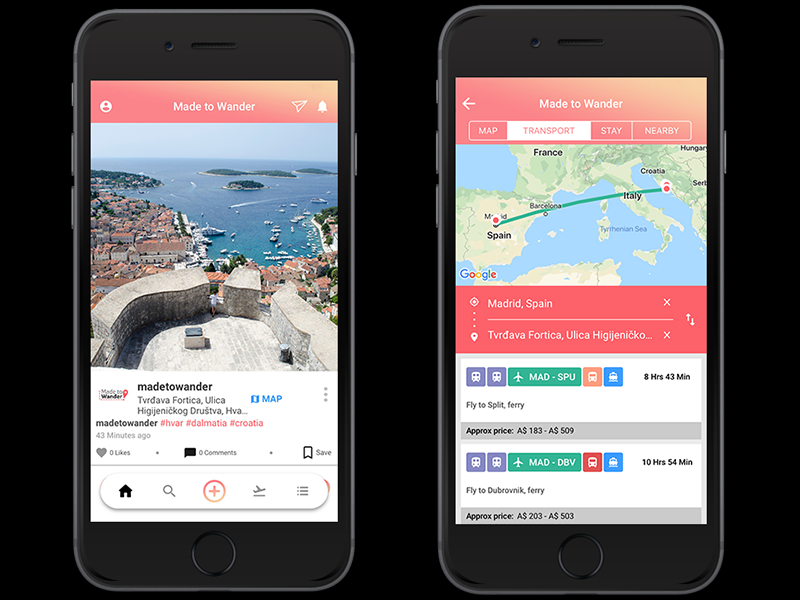 Made to Wander
Made to
Wander
madetowander
Tvrđava Fortica, Ulica
Higijeničkog Društva, Hva...
MAP
madetowander #hvar #dalmatia #croatia
43 Minutes ago
0 Likes
0 Comments
Save
Made to Wander
MAP
TRANSPORT
STAY
NEARBY
France
Hungary
Croatia
Serb
Italy
Barcelona
Madrid
Spain
Tyrrhenian Sea
Google
Madrid, Spain
Tvrđava Fortica, Ulica Higijeničko...
MAD - SPU
8 Hrs 43 Min
Fly to Split, ferry
Approx price: A$ 183 - A$ 509
MAD - DBV
10 Hrs 54 Min
Fly to Dubrovnik, ferry
Approx price: A$ 203 - A$ 503